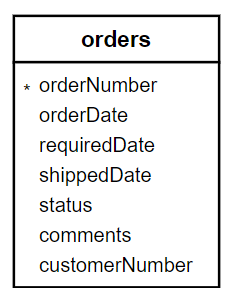 orders
* orderNumber
orderDate
requiredDate
shippedDate
status
comments
customerNumber